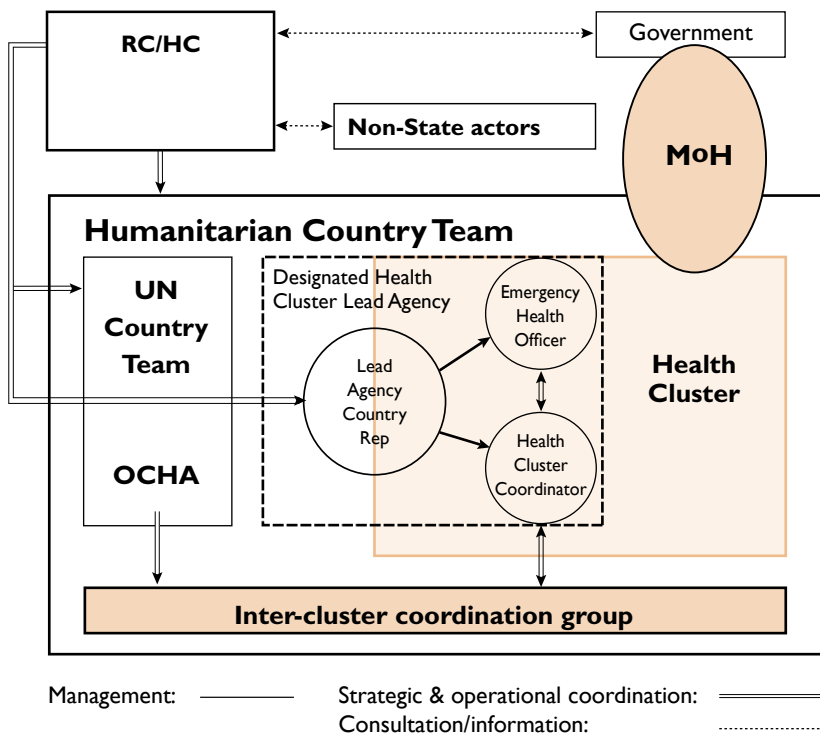 RC/HC
Government
Non-State actors
MoH
Humanitarian Country Team
UN
Country
Team
OCHA
Designated Health
Cluster Lead Agency
Lead
Agency
Country
Rep
Emergency
Health
Officer
Health
Cluster
Coordinator
Health
Cluster
Inter-cluster coordination group
Management:
Strategic & operational coordination:
Consultation/information: